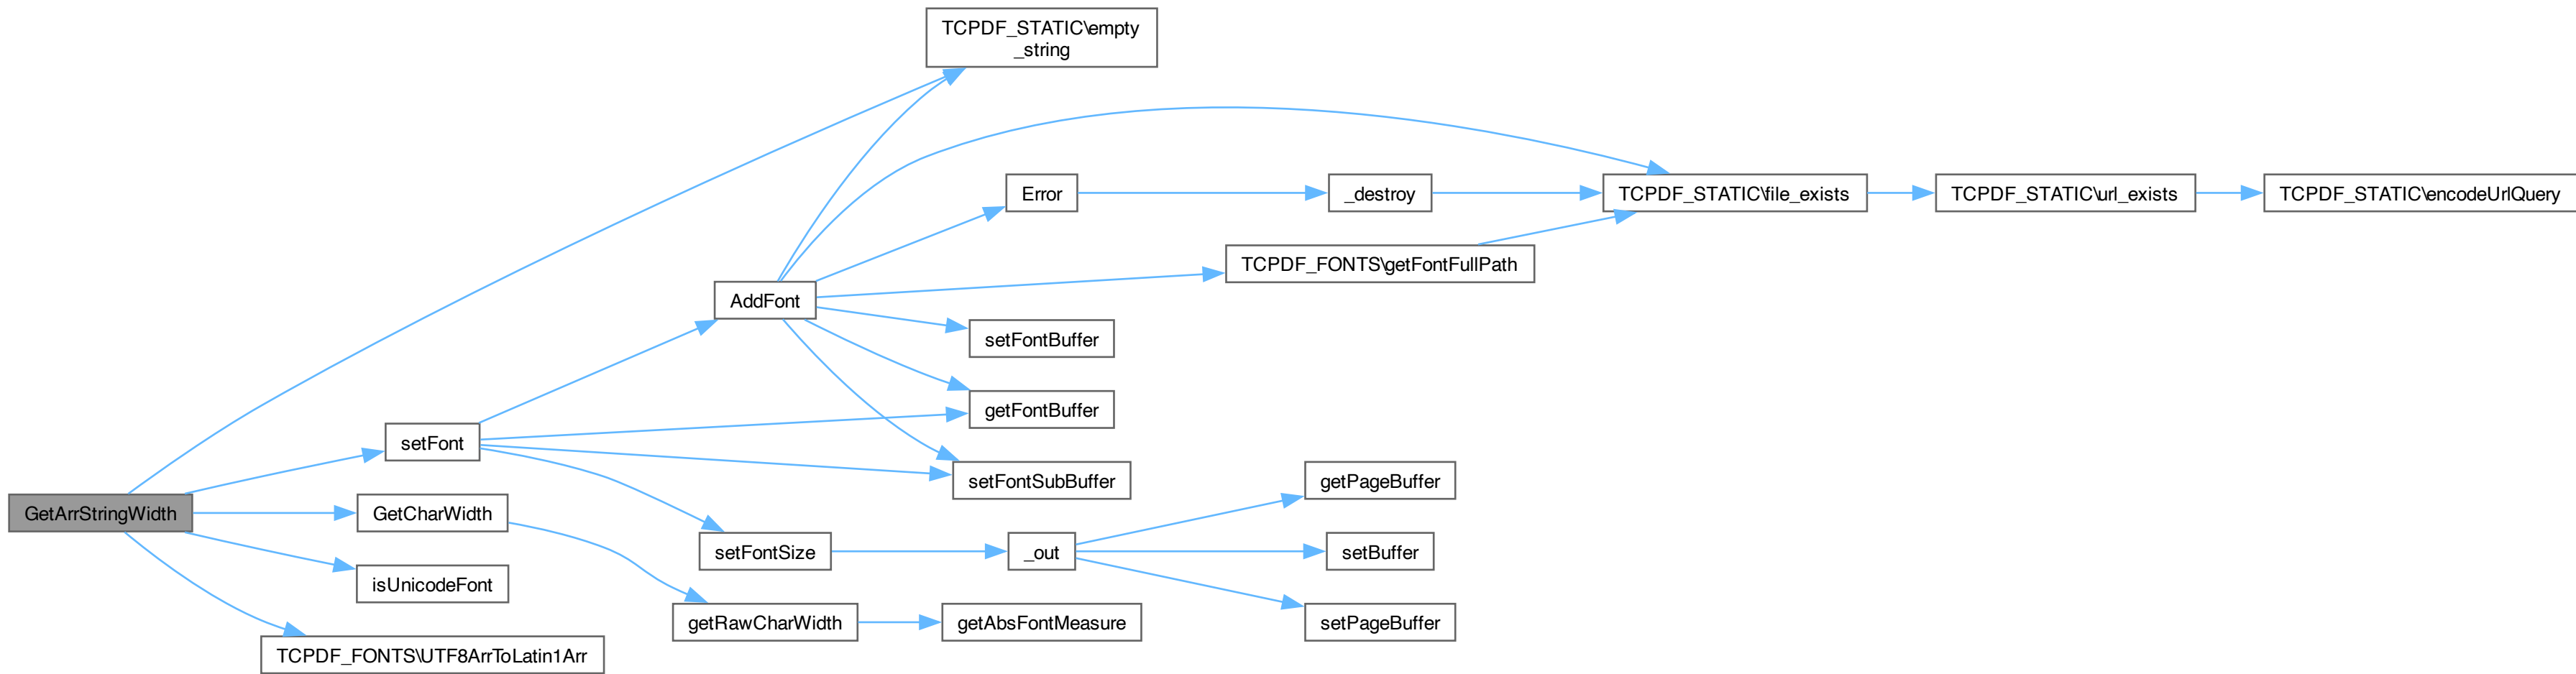 TCPDF_STATIC\empty
_string
Error
_destroy
TCPDF_STATIC\file_exists
TCPDF_STATIC\url_exists
TCPDF_STATIC\encodeUrlQuery
TCPDF_FONTS\getFontFullPath
AddFont
setFontBuffer
getFontBuffer
setFont
setFontSubBuffer
getPageBuffer
GetArrStringWidth
GetCharWidth
setFontSize
_out
setBuffer
isUnicodeFont
getRawCharWidth
getAbsFontMeasure
setPageBuffer
TCPDF_FONTS\UTF8ArrToLatin1Arr